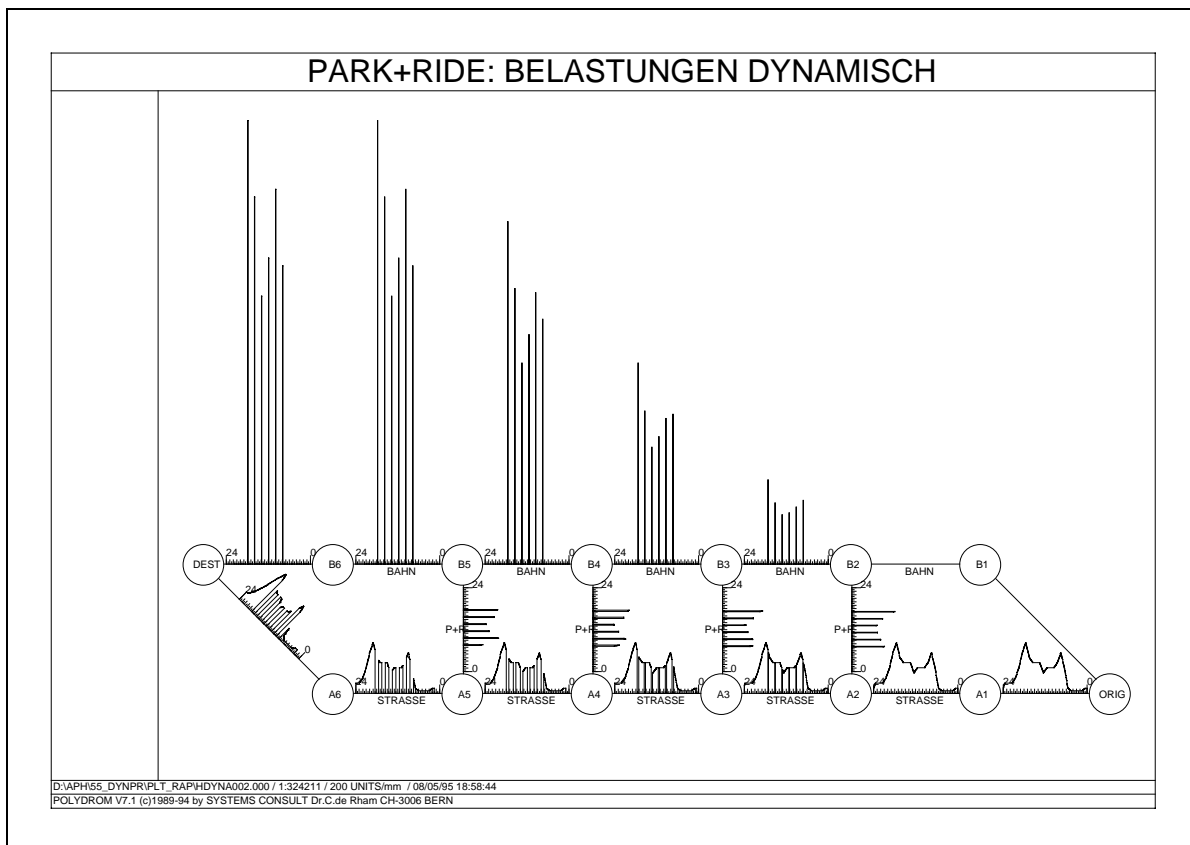 PARK+RIDE: BELASTUNGEN DYNAMISCH
24 0 24 0 24 0 24 0 24 0
DEST B6 B5 B4 B3 B2 B1
BAHN BAHN BAHN BAHN BAHN
24 24 24 24 24
P+R P+R P+R P+R
0 0 0 0 0
24 0 24 0 24 0 24 0 24 0 24 0
A6 A5 A4 A3 A2 A1 ORIG
STRASSE STRASSE STRASSE STRASSE STRASSE
D:\APH\55_DYNPR\PLT_RAP\HDYNA002.000 / 1:324211 / 200 UNITS/mm / 08/05/95 18:58:44
POLYDROM V7.1 (c)1989-94 by SYSTEMS CONSULT Dr.C.de Rham CH-3006 BERN